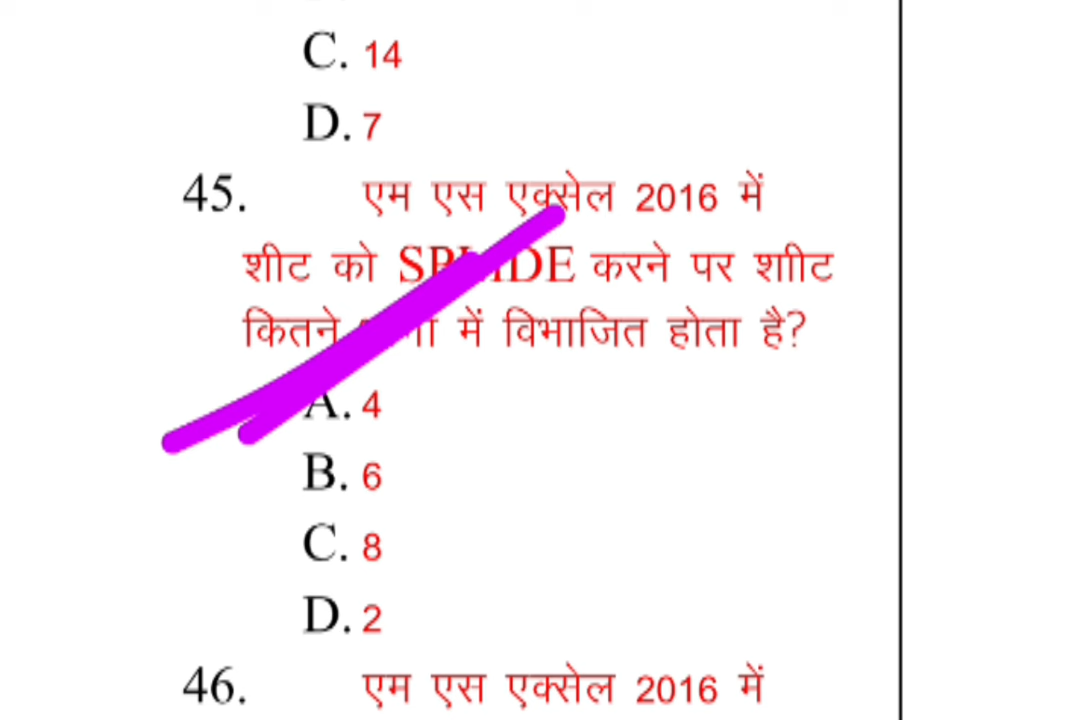 C. 14
D. 7
45. एम एस एक्सेल 2016 में
शीट को करने पर शाीट
कितने में विभाजित होता है?
A. 4
B. 6
C. 8
D. 2
46. एम एस एक्सेल 2016 में